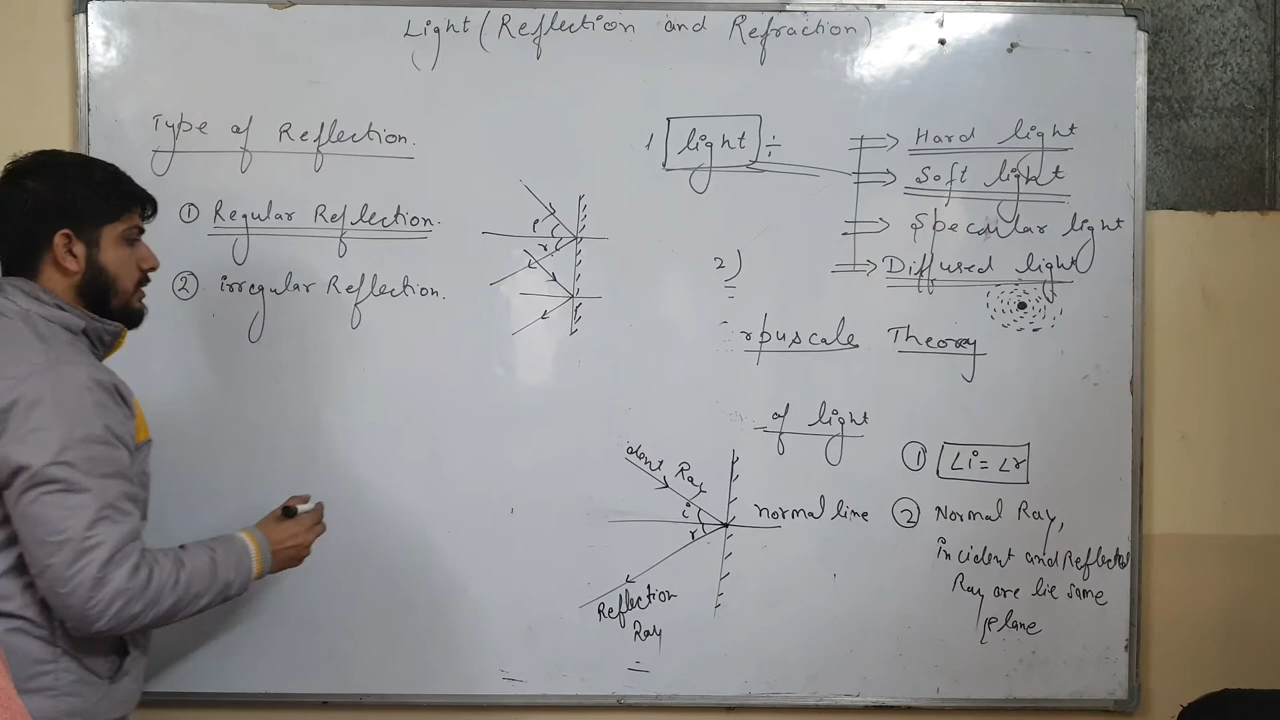 Light (Reflection and Refraction)
Type of Reflection.
① Regular Reflection.
② irregular Reflection.
i
r
1 light ÷
Hard light
Soft light
Specular light
Diffused light
2)
rpuscale Theory
of light
ident Ray
i
r
normal line
Reflection
Ray
① ∠i = ∠r
② Normal Ray,
incident and Reflected
Ray are lie same
plane